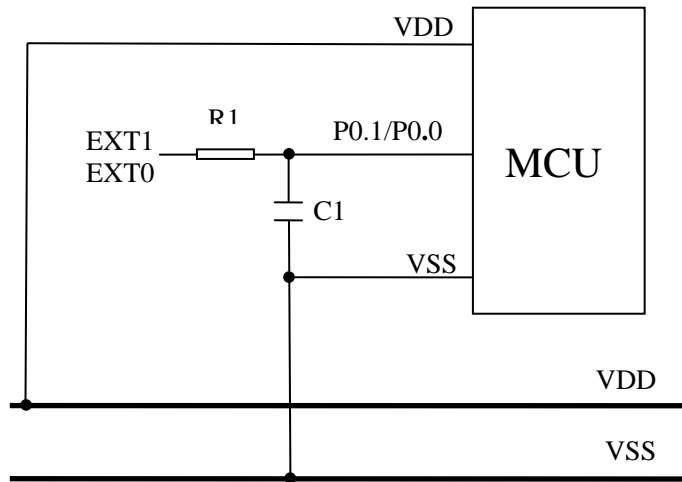 VDD
R1
EXT1
EXT0
P0.1/P0.0
MCU
C1
VSS
VDD
VSS